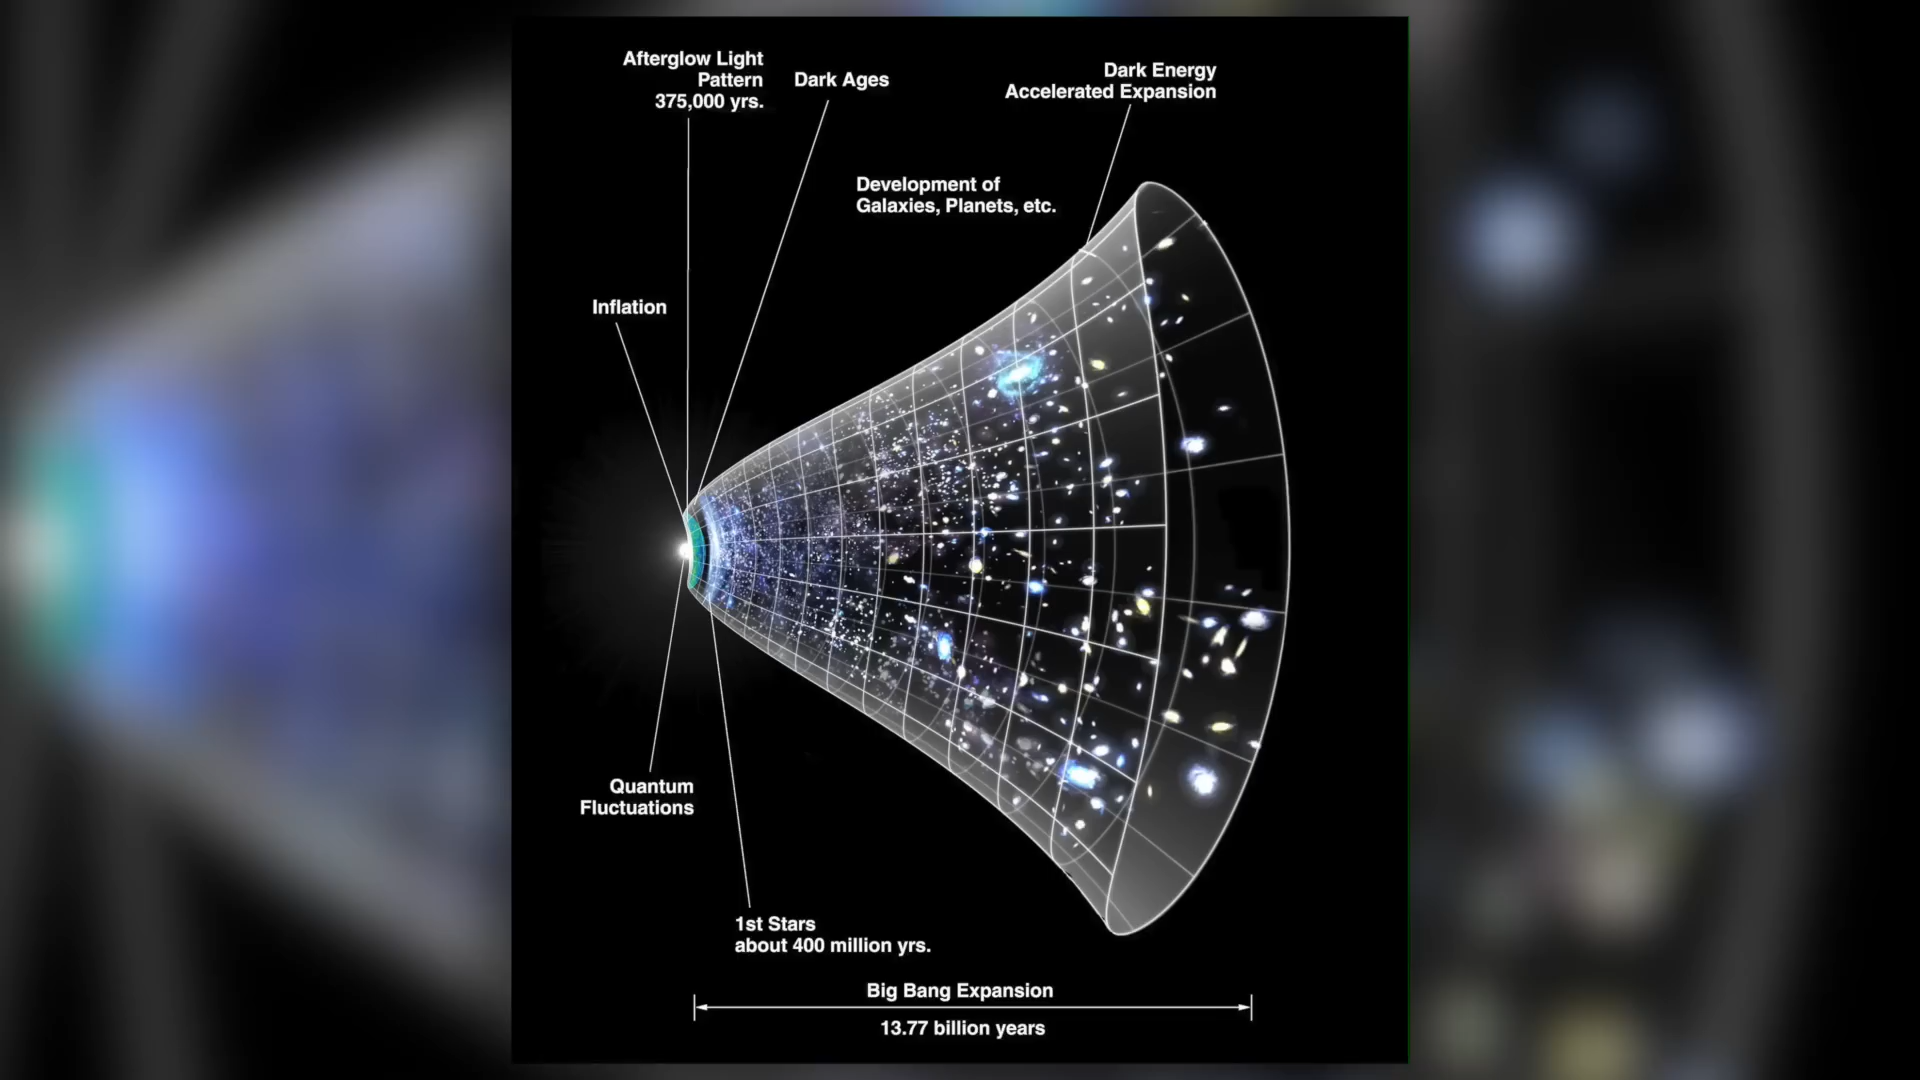 Afterglow Light
Pattern
375,000 yrs.
Dark Ages
Dark Energy
Accelerated Expansion
Development of
Galaxies, Planets, etc.
Inflation
Quantum
Fluctuations
1st Stars
about 400 million yrs.
Big Bang Expansion
13.77 billion years